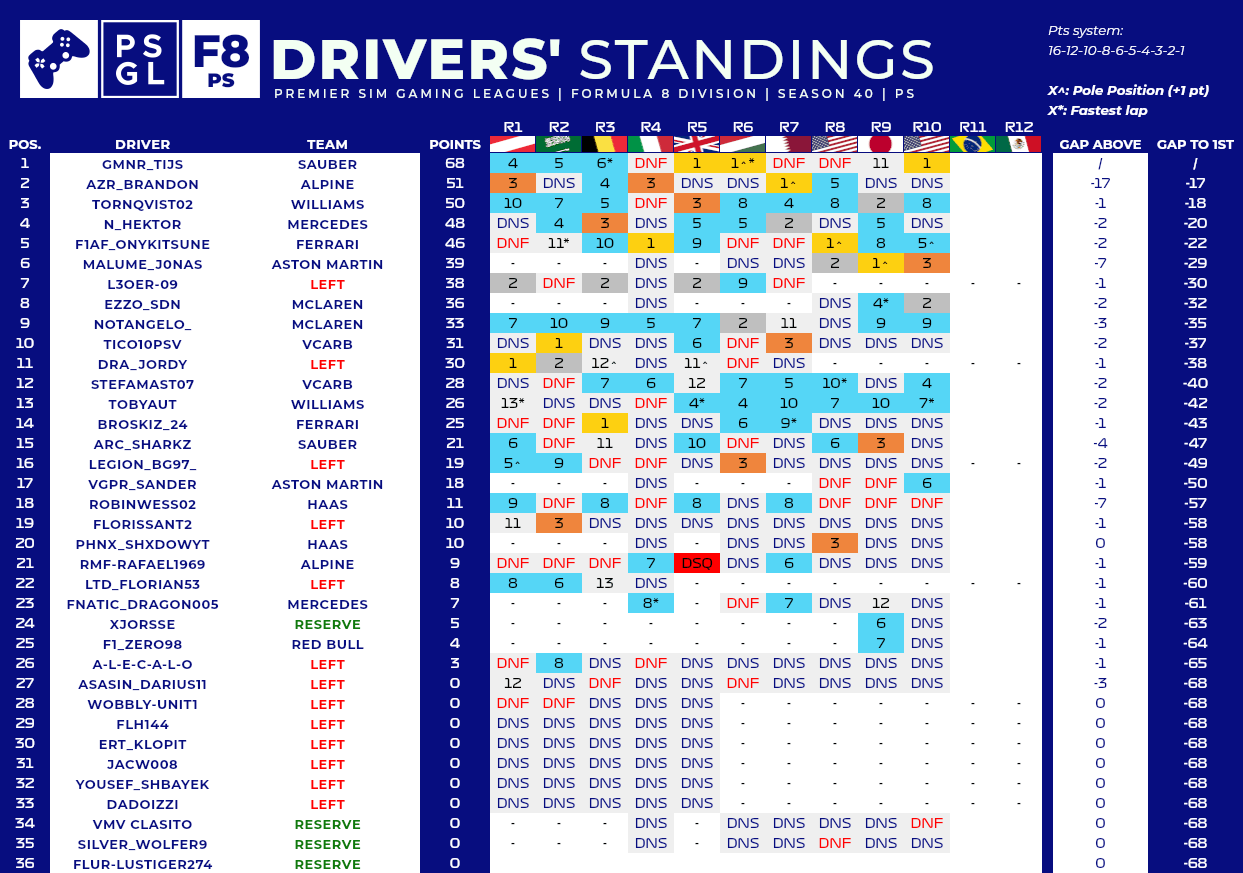 PS
GL
F8
PS
DRIVERS' STANDINGS
PREMIER SIM GAMING LEAGUES | FORMULA 8 DIVISION | SEASON 40 | PS
Pts system:
16-12-10-8-6-5-4-3-2-1
X^: Pole Position (+1 pt)
X*: Fastest lap
R1 R2 R3 R4 R5 R6 R7 R8 R9 R10 R11 R12
POS. DRIVER TEAM POINTS GAP ABOVE GAP TO 1ST
1 GMNR_TIJS SAUBER 68 4 5 6* DNF 1 1^* DNF DNF 11 1 / /
2 AZR_BRANDON ALPINE 51 3 DNS 4 3 DNS DNS 1^ 5 DNS DNS -17 -17
3 TORNQVIST02 WILLIAMS 50 10 7 5 DNF 3 8 4 8 2 8 -1 -18
4 N_HEKTOR MERCEDES 48 DNS 4 3 DNS 5 5 2 DNS 5 DNS -2 -20
5 F1AF_ONYKITSUNE FERRARI 46 DNF 11* 10 1 9 DNF DNF 1^ 8 5^ -2 -22
6 MALUME_J0NAS ASTON MARTIN 39 - - - DNS - DNS DNS 2 1^ 3 -7 -29
7 L3OER-09 LEFT 38 2 DNF 2 DNS 2 9 DNF - - - - - -1 -30
8 EZZO_SDN MCLAREN 36 - - - DNS - - - DNS 4* 2 -2 -32
9 NOTANGELO_ MCLAREN 33 7 10 9 5 7 2 11 DNS 9 9 -3 -35
10 TICO10PSV VCARB 31 DNS 1 DNS DNS 6 DNF 3 DNS DNS DNS -2 -37
11 DRA_JORDY LEFT 30 1 2 12^ DNS 11^ DNF DNS - - - - - -1 -38
12 STEFAMAST07 VCARB 28 DNS DNF 7 6 12 7 5 10* DNS 4 -2 -40
13 TOBYAUT WILLIAMS 26 13* DNS DNS DNF 4* 4 10 7 10 7* -2 -42
14 BROSKIZ_24 FERRARI 25 DNF DNF 1 DNS DNS 6 9* DNS DNS DNS -1 -43
15 ARC_SHARKZ SAUBER 21 6 DNF 11 DNS 10 DNF DNS 6 3 DNS -4 -47
16 LEGION_BG97_ LEFT 19 5^ 9 DNF DNF DNS 3 DNS DNS DNS DNS - - -2 -49
17 VGPR_SANDER ASTON MARTIN 18 - - - DNS - - - DNF DNF 6 -1 -50
18 ROBINWESS02 HAAS 11 9 DNF 8 DNF 8 DNS 8 DNF DNF DNF -7 -57
19 FLORISSANT2 LEFT 10 11 3 DNS DNS DNS DNS DNS DNS DNS DNS - - -1 -58
20 PHNX_SHXDOWYT HAAS 10 - - - DNS - DNS DNS 3 DNS DNS 0 -58
21 RMF-RAFAEL1969 ALPINE 9 DNF DNF DNF 7 DSQ DNS 6 DNS DNS DNS -1 -59
22 LTD_FLORIAN53 LEFT 8 8 6 13 DNS - - - - - - - - -1 -60
23 FNATIC_DRAGON005 MERCEDES 7 - - - 8* - DNF 7 DNS 12 DNS -1 -61
24 XJORSSE RESERVE 5 - - - - - - - - 6 DNS -2 -63
25 F1_ZERO98 RED BULL 4 - - - - - - - - 7 DNS -1 -64
26 A-L-E-C-A-L-O LEFT 3 DNF 8 DNS DNF DNS DNS DNS DNS DNS DNS - - -1 -65
27 ASASIN_DARIUS11 LEFT 0 12 DNS DNF DNS DNS DNF DNS DNS DNS DNS - - -3 -68
28 WOBBLY-UNIT1 LEFT 0 DNF DNF DNS DNS DNS - - - - - - - 0 -68
29 FLH144 LEFT 0 DNS DNS DNS DNS DNS - - - - - - - 0 -68
30 ERT_KLOPIT LEFT 0 DNS DNS DNS DNS DNS - - - - - - - 0 -68
31 JACW008 LEFT 0 DNS DNS DNS DNS DNS - - - - - - - 0 -68
32 YOUSEF_SHBAYEK LEFT 0 DNS DNS DNS DNS DNS - - - - - - - 0 -68
33 DADOIZZI LEFT 0 DNS DNS DNS DNS DNS - - - - - - - 0 -68
34 VMV CLASITO RESERVE 0 - - - DNS - DNS DNS DNS DNS DNF 0 -68
35 SILVER_WOLFER9 RESERVE 0 - - - DNS - DNS DNS DNF DNS DNS 0 -68
36 FLUR-LUSTIGER274 RESERVE 0 0 -68